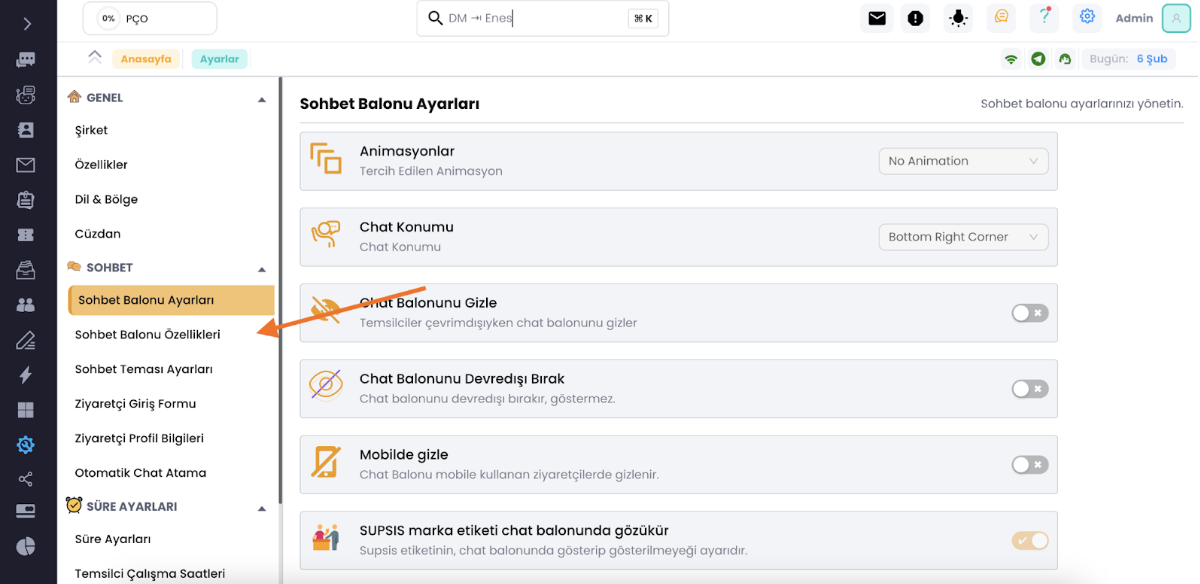 0% PÇO
DM ⇥ Enes
⌘ K
Admin
Anasayfa
Ayarlar
Bugün: 6 Şub
GENEL
Şirket
Özellikler
Dil & Bölge
Cüzdan
SOHBET
Sohbet Balonu Ayarları
Sohbet Balonu Özellikleri
Sohbet Teması Ayarları
Ziyaretçi Giriş Formu
Ziyaretçi Profil Bilgileri
Otomatik Chat Atama
SÜRE AYARLARI
Süre Ayarları
Temsilci Çalışma Saatleri
Sohbet Balonu Ayarları
Sohbet balonu ayarlarınızı yönetin.
Animasyonlar
Tercih Edilen Animasyon
No Animation
Chat Konumu
Chat Konumu
Bottom Right Corner
Chat Balonunu Gizle
Temsilciler çevrimdışıyken chat balonunu gizler
Chat Balonunu Devredışı Bırak
Chat balonunu devredışı bırakır, göstermez.
Mobilde gizle
Chat Balonu mobile kullanan ziyaretçilerde gizlenir.
SUPSIS marka etiketi chat balonunda gözükür
Supsis etiketinin, chat balonunda gösterip gösterilmeyeği ayarıdır.